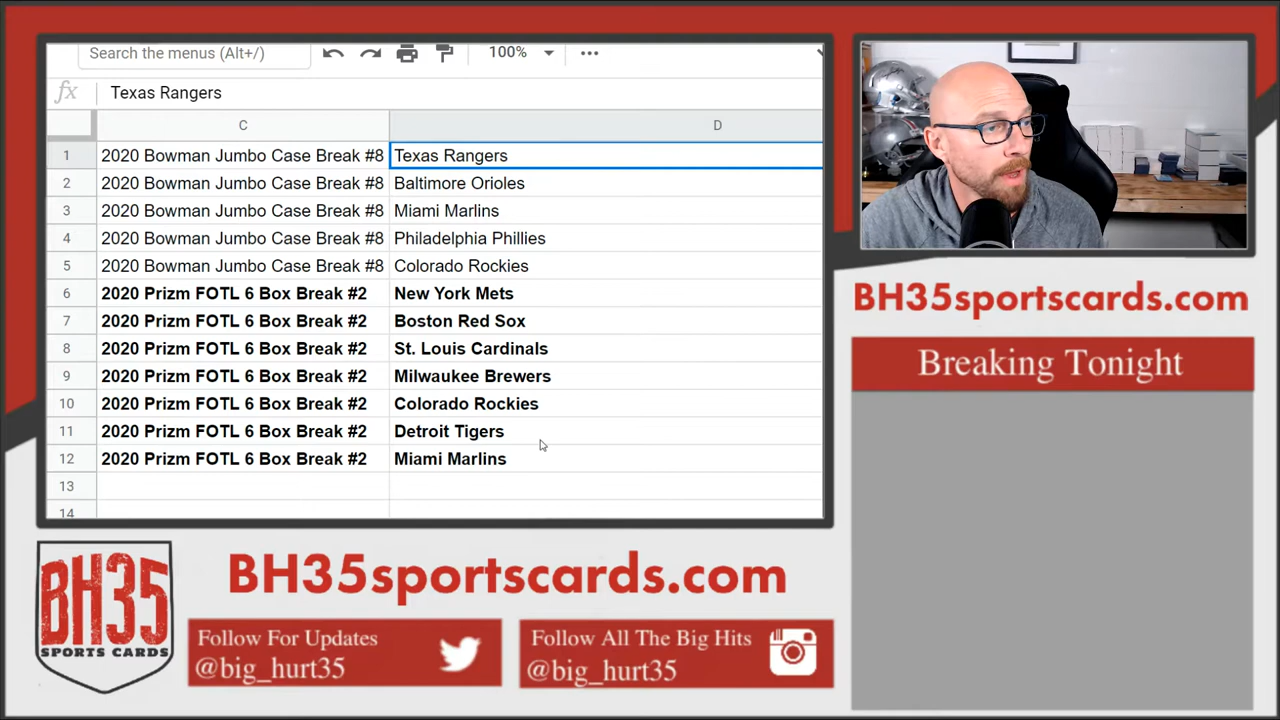 Search the menus (Alt+/)
100%
fx Texas Rangers
C D
1 2020 Bowman Jumbo Case Break #8 Texas Rangers
2 2020 Bowman Jumbo Case Break #8 Baltimore Orioles
3 2020 Bowman Jumbo Case Break #8 Miami Marlins
4 2020 Bowman Jumbo Case Break #8 Philadelphia Phillies
5 2020 Bowman Jumbo Case Break #8 Colorado Rockies
6 2020 Prizm FOTL 6 Box Break #2 New York Mets
7 2020 Prizm FOTL 6 Box Break #2 Boston Red Sox
8 2020 Prizm FOTL 6 Box Break #2 St. Louis Cardinals
9 2020 Prizm FOTL 6 Box Break #2 Milwaukee Brewers
10 2020 Prizm FOTL 6 Box Break #2 Colorado Rockies
11 2020 Prizm FOTL 6 Box Break #2 Detroit Tigers
12 2020 Prizm FOTL 6 Box Break #2 Miami Marlins
13
14
BH35sportscards.com
Breaking Tonight
BH35
SPORTS CARDS
BH35sportscards.com
Follow For Updates
@big_hurt35
Follow All The Big Hits
@big_hurt35